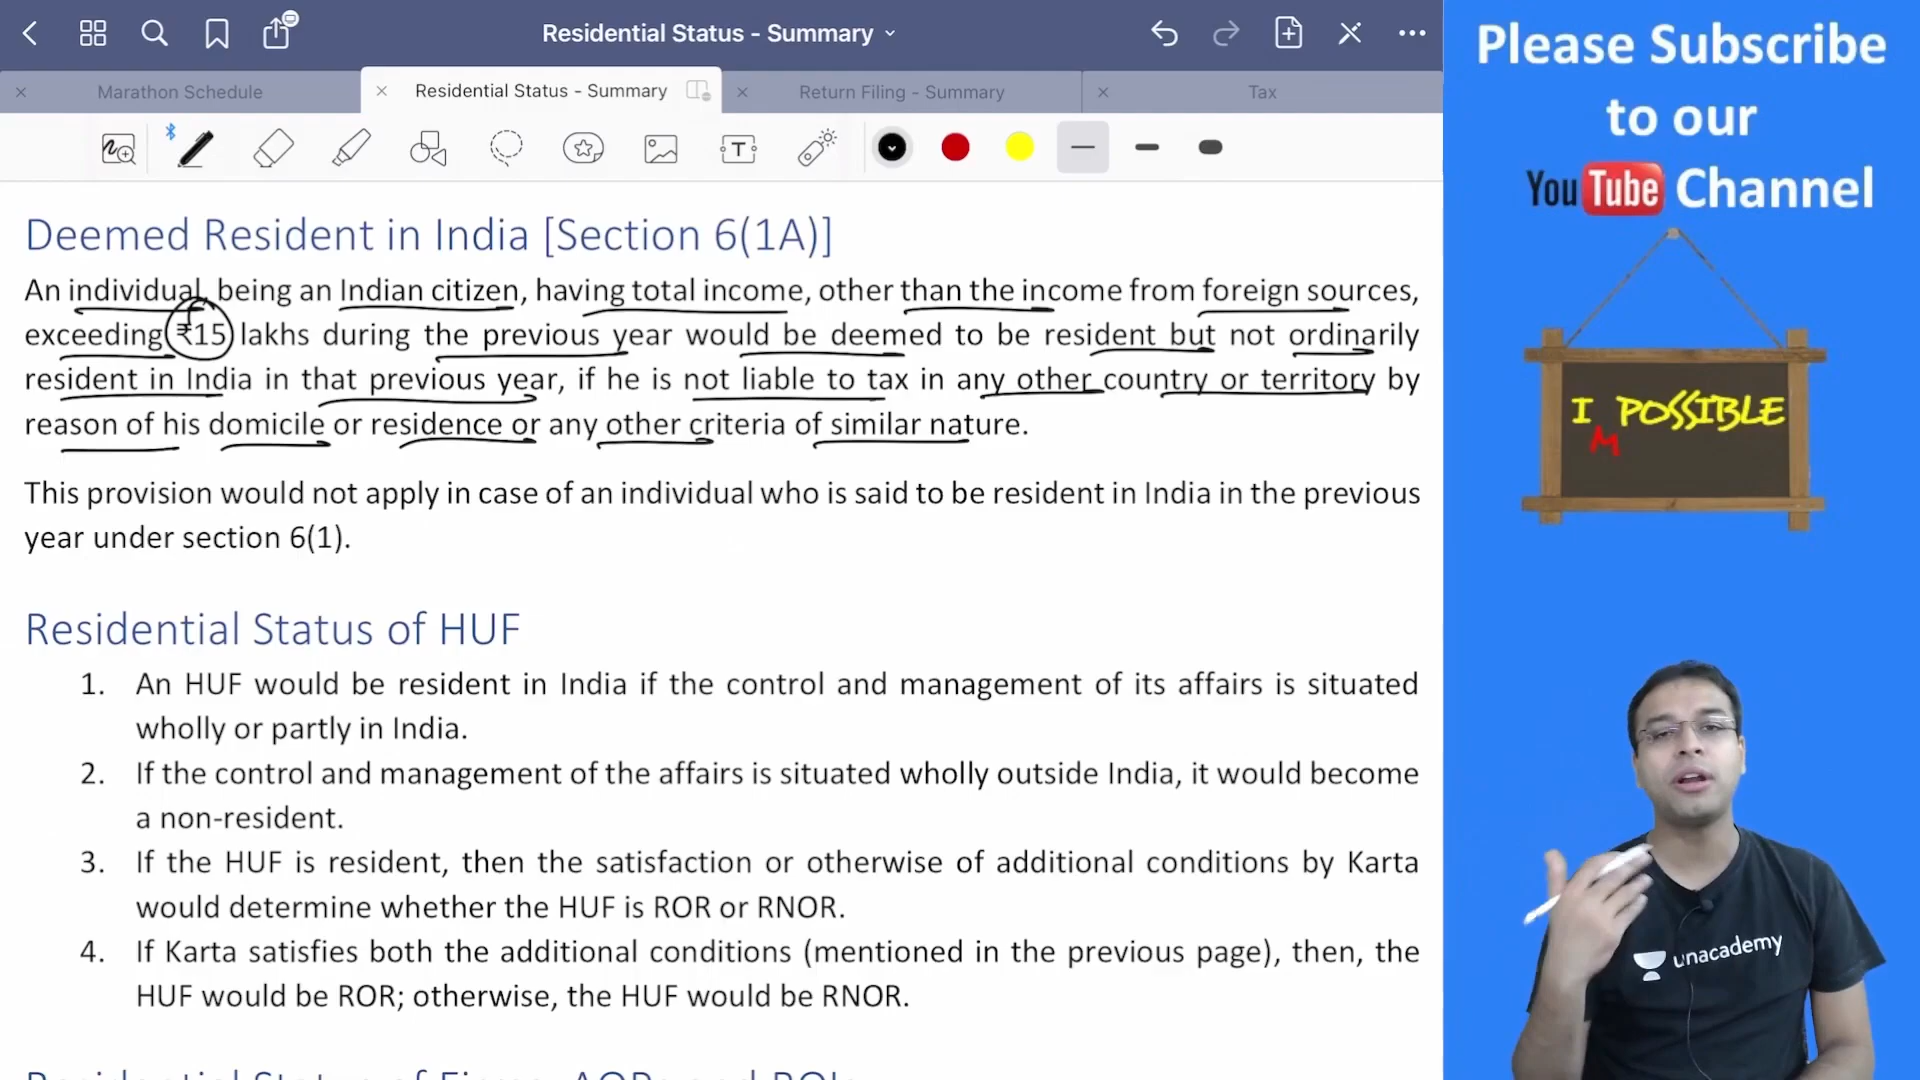 Residential Status - Summary
Marathon Schedule
Residential Status - Summary
Return Filing - Summary
Tax
T
Deemed Resident in India [Section 6(1A)]
An individual, being an Indian citizen, having total income, other than the income from foreign sources,
exceeding ₹15 lakhs during the previous year would be deemed to be resident but not ordinarily
resident in India in that previous year, if he is not liable to tax in any other country or territory by
reason of his domicile or residence or any other criteria of similar nature.
This provision would not apply in case of an individual who is said to be resident in India in the previous
year under section 6(1).
Residential Status of HUF
1. An HUF would be resident in India if the control and management of its affairs is situated
wholly or partly in India.
2. If the control and management of the affairs is situated wholly outside India, it would become
a non-resident.
3. If the HUF is resident, then the satisfaction or otherwise of additional conditions by Karta
would determine whether the HUF is ROR or RNOR.
4. If Karta satisfies both the additional conditions (mentioned in the previous page), then, the
HUF would be ROR; otherwise, the HUF would be RNOR.
Residential Status of Firms, AOPs and BOIs
Please Subscribe
to our
YouTube Channel
I POSSIBLE
M
unacademy